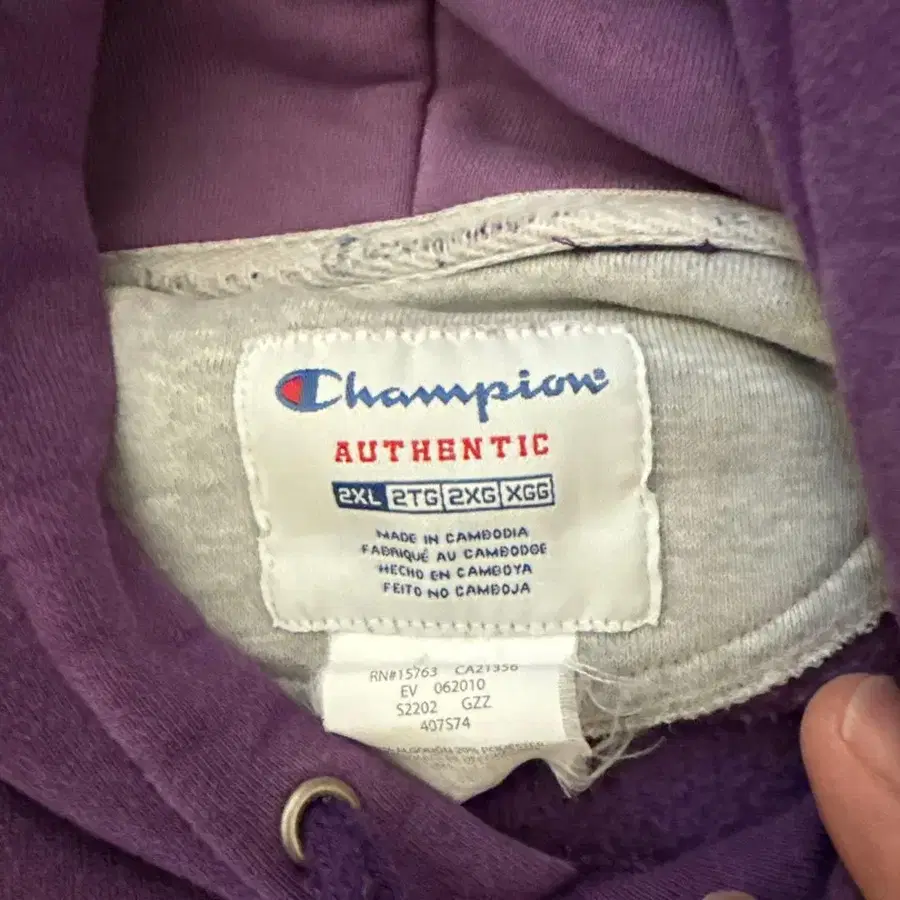 Champion®
AUTHENTIC
2XL 2TG 2XG XGG
MADE IN CAMBODIA
FABRIQUÉ AU CAMBODGE
HECHO EN CAMBOYA
FEITO NO CAMBOJA
RN#15763 CA21356
EV 062010
S2202 GZZ
407S74
20%